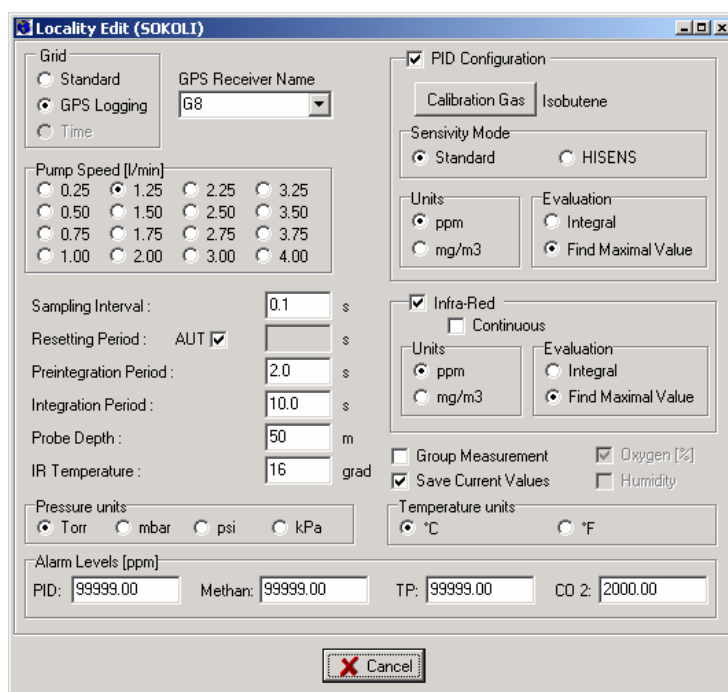 Locality Edit (SOKOLI)
Grid
Standard
GPS Logging
Time
GPS Receiver Name
G8
Pump Speed [l/min]
0.25 1.25 2.25 3.25
0.50 1.50 2.50 3.50
0.75 1.75 2.75 3.75
1.00 2.00 3.00 4.00
Sampling Interval : 0.1 s
Resetting Period : AUT s
Preintegration Period : 2.0 s
Integration Period : 10.0 s
Probe Depth : 50 m
IR Temperature : 16 grad
PID Configuration
Calibration Gas Isobutene
Sensivity Mode
Standard HISENS
Units
ppm
mg/m3
Evaluation
Integral
Find Maximal Value
Infra-Red
Continuous
Units
ppm
mg/m3
Evaluation
Integral
Find Maximal Value
Group Measurement Oxygen [%]
Save Current Values Humidity
Pressure units
Torr mbar psi kPa
Temperature units
°C °F
Alarm Levels [ppm]
PID: 99999.00 Methan: 99999.00 TP: 99999.00 CO 2: 2000.00
Cancel